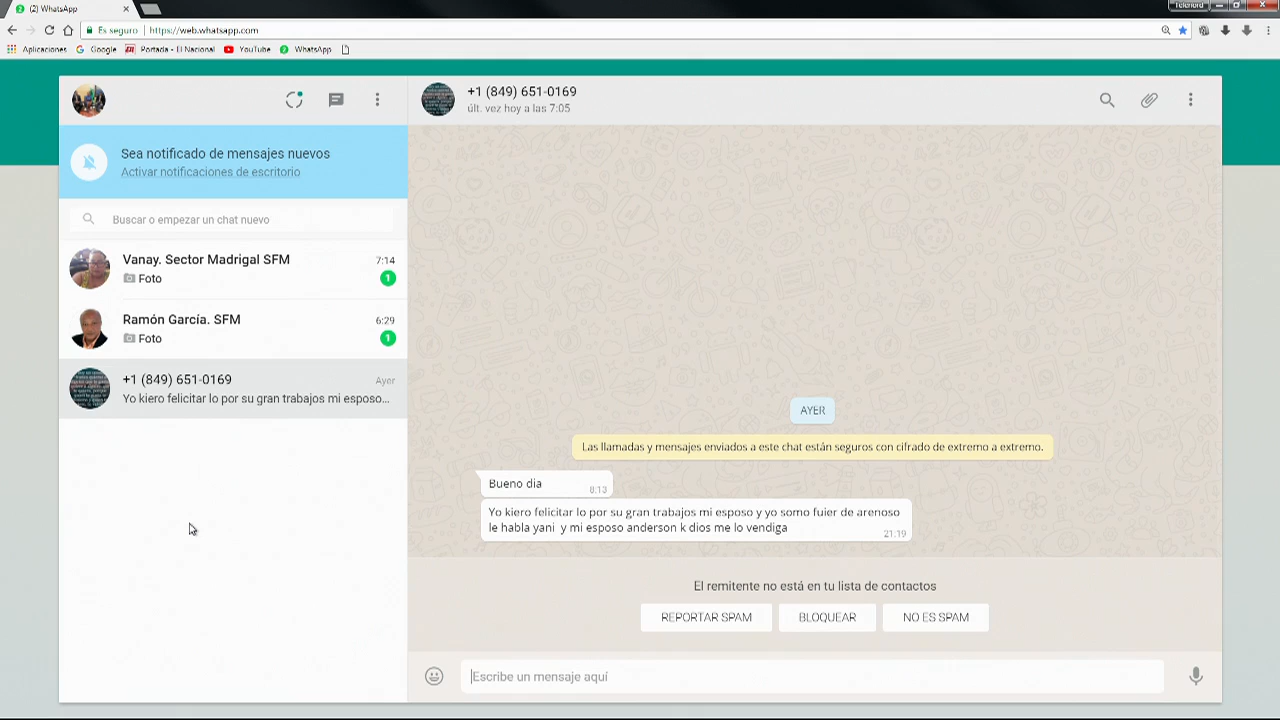 (2) WhatsApp
Telenord
Es seguro
https://web.whatsapp.com
Aplicaciones
Google
Portada - El Nacional
YouTube
WhatsApp
Sea notificado de mensajes nuevos
Activar notificaciones de escritorio
Buscar o empezar un chat nuevo
Vanay. Sector Madrigal SFM
7:14
Foto
1
Ramón García. SFM
6:29
Foto
1
+1 (849) 651-0169
Ayer
Yo kiero felicitar lo por su gran trabajos mi esposo...
+1 (849) 651-0169
últ. vez hoy a las 7:05
AYER
Las llamadas y mensajes enviados a este chat están seguros con cifrado de extremo a extremo.
Bueno dia
8:13
Yo kiero felicitar lo por su gran trabajos mi esposo y yo somo fuier de arenoso
le habla yani y mi esposo anderson k dios me lo vendiga
21:19
El remitente no está en tu lista de contactos
REPORTAR SPAM
BLOQUEAR
NO ES SPAM
Escribe un mensaje aquí